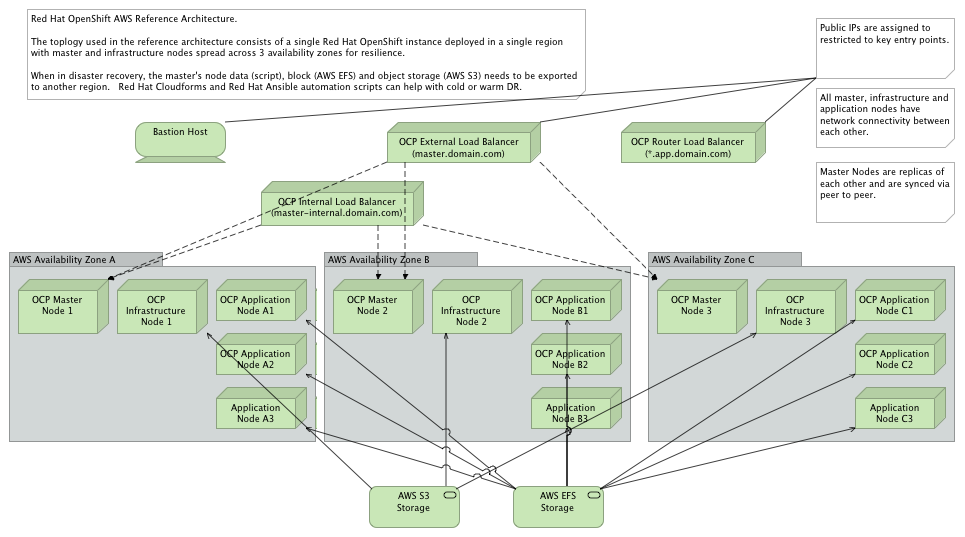 Red Hat OpenShift AWS Reference Architecture.
The toplogy used in the reference architecture consists of a single Red Hat OpenShift instance deployed in a single region
with master and infrastructure nodes spread across 3 availability zones for resilience.
When in disaster recovery, the master's node data (script), block (AWS EFS) and object storage (AWS S3) needs to be exported
to another region. Red Hat Cloudforms and Red Hat Ansible automation scripts can help with cold or warm DR.
Public IPs are assigned to
restricted to key entry points.
All master, infrastructure and
application nodes have
network connectivity between
each other.
Master Nodes are replicas of
each other and are synced via
peer to peer.
Bastion Host
OCP External Load Balancer
(master.domain.com)
OCP Router Load Balancer
(*.app.domain.com)
OCP Internal Load Balancer
(master-internal.domain.com)
AWS Availability Zone A
OCP Master
Node 1
OCP
Infrastructure
Node 1
OCP Application
Node A1
OCP Application
Node A2
Application
Node A3
AWS Availability Zone B
OCP Master
Node 2
OCP
Infrastructure
Node 2
OCP Application
Node B1
OCP Application
Node B2
Application
Node B3
AWS Availability Zone C
OCP Master
Node 3
OCP
Infrastructure
Node 3
OCP Application
Node C1
OCP Application
Node C2
Application
Node C3
AWS S3
Storage
AWS EFS
Storage